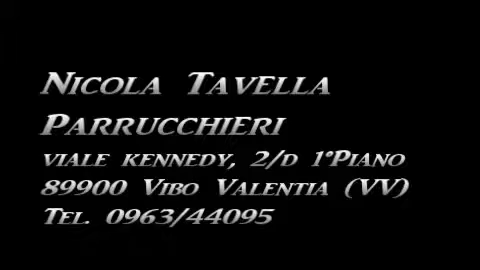 Nicola Tavella
Parrucchieri
viale kennedy, 2/d 1°Piano
89900 Vibo Valentia (VV)
Tel. 0963/44095